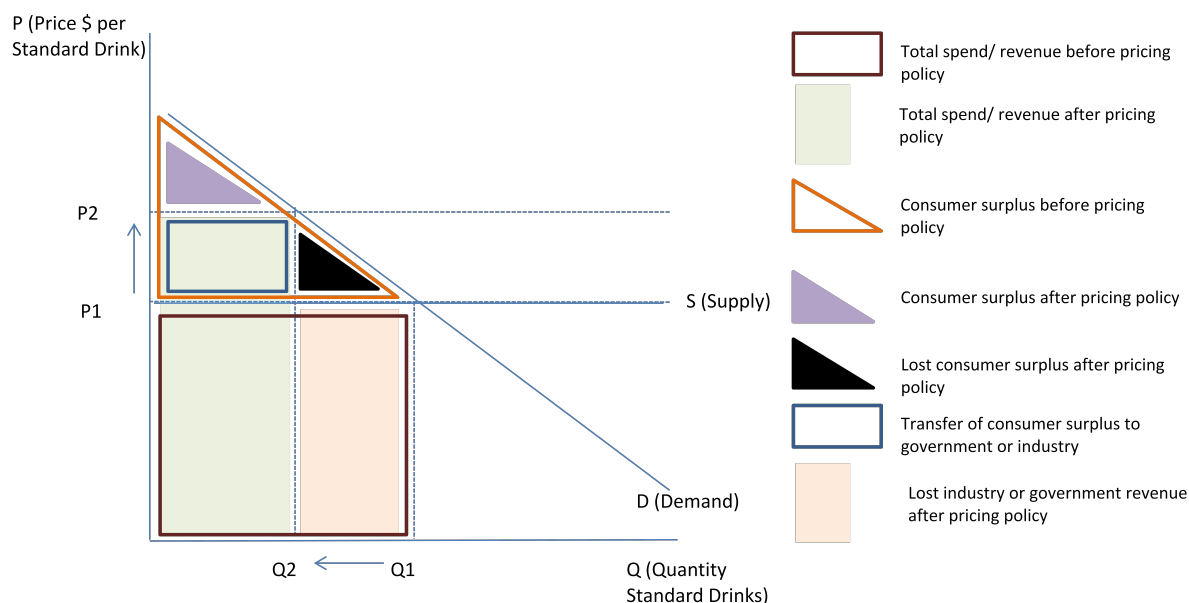 P (Price $ per
Standard Drink)
P2
P1
S (Supply)
D (Demand)
Q2
Q1
Q (Quantity
Standard Drinks)
Total spend/ revenue before pricing
policy
Total spend/ revenue after pricing
policy
Consumer surplus before pricing
policy
Consumer surplus after pricing policy
Lost consumer surplus after pricing
policy
Transfer of consumer surplus to
government or industry
Lost industry or government revenue
after pricing policy